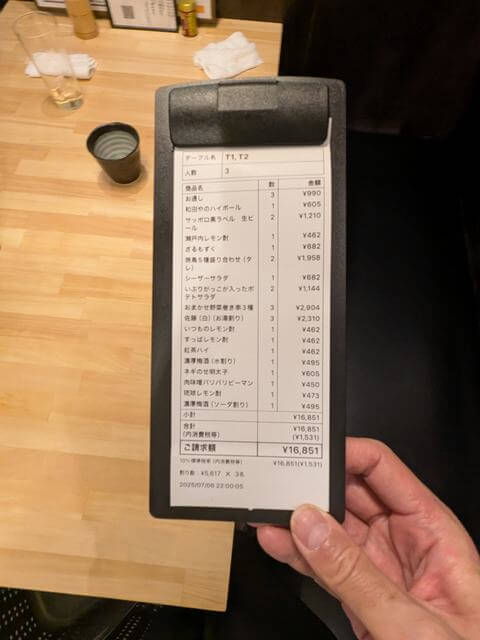 テーブル名 T1, T2
人数 3
商品名 数 金額
お通し 3 ¥990
和田やのハイボール 1 ¥605
サッポロ黒ラベル 生ビ 2 ¥1,210
ール
瀬戸内レモン酎 1 ¥462
ざるもずく 1 ¥682
焼鳥5種盛り合わせ (タ 2 ¥1,958
レ)
シーザーサラダ 1 ¥682
いぶりがっこが入ったポ 2 ¥1,144
テトサラダ
おまかせ野菜巻き串3種 3 ¥2,904
佐藤 (白) (お湯割り) 3 ¥2,310
いつものレモン酎 1 ¥462
すっぱレモン酎 1 ¥462
紅茶ハイ 1 ¥462
濃厚梅酒 (水割り) 1 ¥495
ネギのせ明太子 1 ¥605
肉味噌バリバリピーマン 1 ¥450
琉球レモン酎 1 ¥473
濃厚梅酒 (ソーダ割り) 1 ¥495
小計 ¥16,851
合計 ¥16,851
(内消費税等) (¥1,531)
ご請求額 ¥16,851
10%標準税率 (内消費税等) ¥16,851(¥1,531)
割り勘: ¥5,617 × 3名
2025/07/06 22:00:05